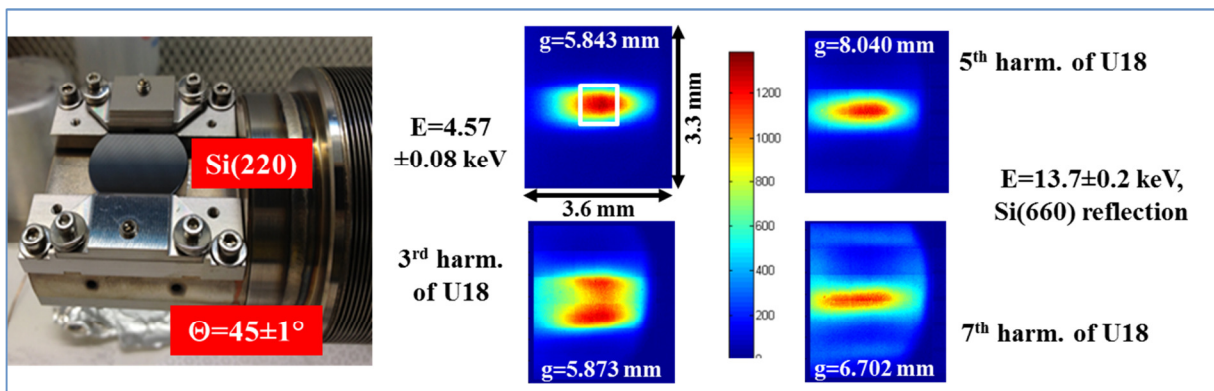 Si(220)
Θ=45±1°
E=4.57
±0.08 keV
3rd harm.
of U18
g=5.843 mm
3.3 mm
3.6 mm
g=5.873 mm
1200
1000
800
600
400
200
0
g=8.040 mm
g=6.702 mm
5th harm. of U18
E=13.7±0.2 keV,
Si(660) reflection
7th harm. of U18